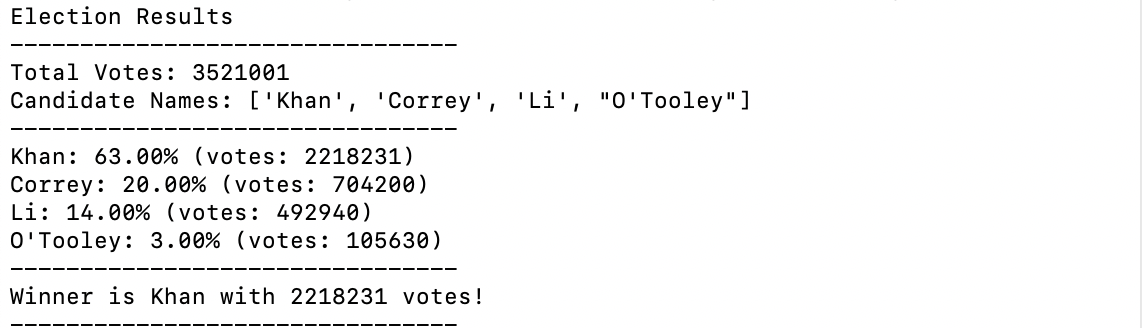 Election Results
--------------------------------
Total Votes: 3521001
Candidate Names: ['Khan', 'Correy', 'Li', "O'Tooley"]
--------------------------------
Khan: 63.00% (votes: 2218231)
Correy: 20.00% (votes: 704200)
Li: 14.00% (votes: 492940)
O'Tooley: 3.00% (votes: 105630)
--------------------------------
Winner is Khan with 2218231 votes!
--------------------------------